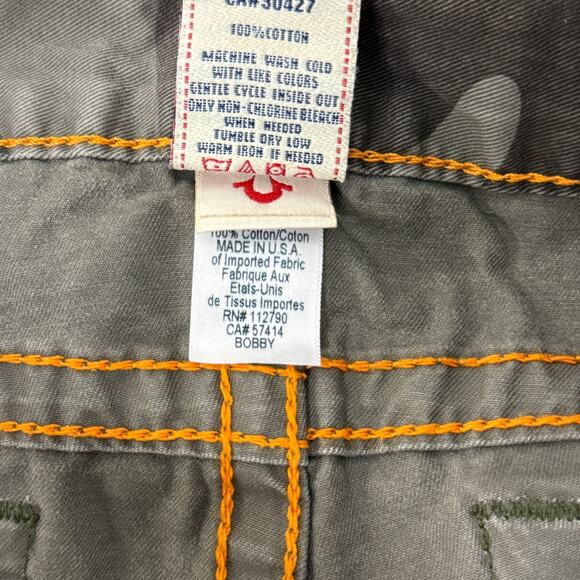 CA# 30427
100% COTTON
MACHINE WASH COLD
WITH LIKE COLORS
GENTLE CYCLE INSIDE OUT
ONLY NON-CHLORINE BLEACH
WHEN NEEDED
TUMBLE DRY LOW
WARM IRON IF NEEDED
100% Cotton/Coton
MADE IN U.S.A.
of Imported Fabric
Fabrique Aux
Etats-Unis
de Tissus Importes
RN# 112790
CA# 57414
BOBBY